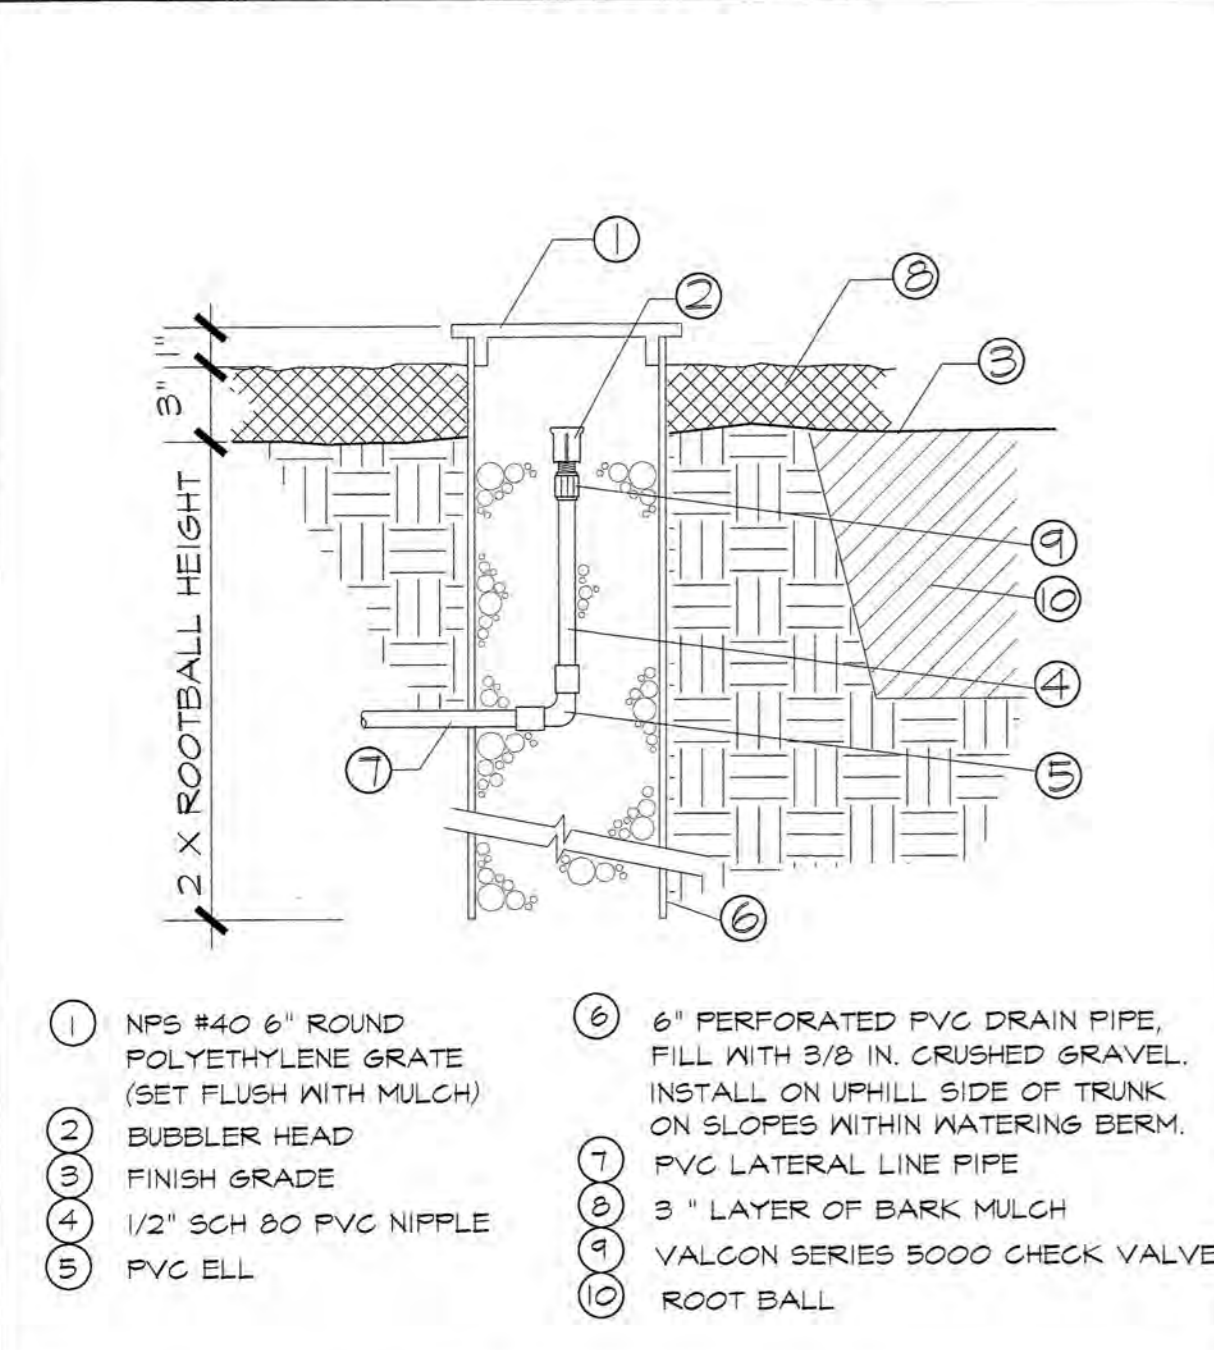 1
2
8
3
1"
3"
2 X ROOTBALL HEIGHT
9
10
4
7
5
6
1 NPS #40 6" ROUND
POLYETHYLENE GRATE
(SET FLUSH WITH MULCH)
2 BUBBLER HEAD
3 FINISH GRADE
4 1/2" SCH 80 PVC NIPPLE
5 PVC ELL
6 6" PERFORATED PVC DRAIN PIPE,
FILL WITH 3/8 IN. CRUSHED GRAVEL.
INSTALL ON UPHILL SIDE OF TRUNK
ON SLOPES WITHIN WATERING BERM.
7 PVC LATERAL LINE PIPE
8 3 " LAYER OF BARK MULCH
9 VALCON SERIES 5000 CHECK VALVE
10 ROOT BALL